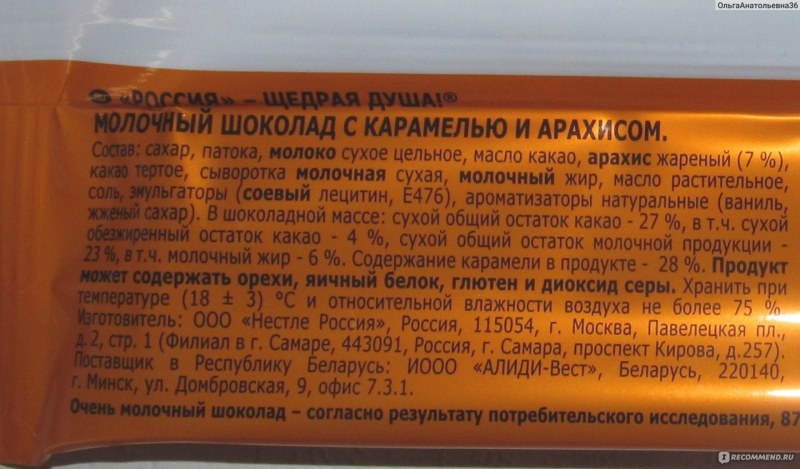 ОльгаАнатольевна36
«РОССИЯ» – ЩЕДРАЯ ДУША!®
МОЛОЧНЫЙ ШОКОЛАД С КАРАМЕЛЬЮ И АРАХИСОМ.
Состав: сахар, патока, молоко сухое цельное, масло какао, арахис жареный (7 %),
какао тертое, сыворотка молочная сухая, молочный жир, масло растительное,
соль, эмульгаторы (соевый лецитин, Е476), ароматизаторы натуральные (ваниль,
жженый сахар). В шоколадной массе: сухой общий остаток какао - 27 %, в т.ч. сухой
обезжиренный остаток какао - 4 %, сухой общий остаток молочной продукции -
23 %, в т.ч. молочный жир - 6 %. Содержание карамели в продукте - 28 %. Продукт
может содержать орехи, яичный белок, глютен и диоксид серы. Хранить при
температуре (18 ± 3) °С и относительной влажности воздуха не более 75 %
Изготовитель: ООО «Нестле Россия», Россия, 115054, г. Москва, Павелецкая пл.,
д.2, стр. 1 (Филиал в г. Самаре, 443091, Россия, г. Самара, проспект Кирова, д.257).
Поставщик в Республику Беларусь: ИООО «АЛИДИ-Вест», Беларусь, 220140,
г. Минск, ул. Домбровская, 9, офис 7.3.1.
Очень молочный шоколад – согласно результату потребительского исследования, 87
I RECOMMEND.RU